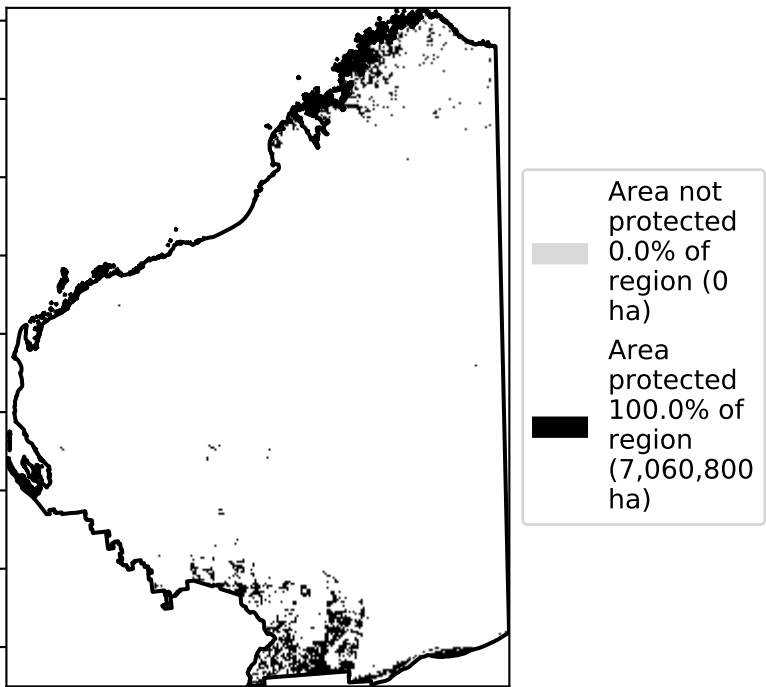 Area not
protected
0.0% of
region (0
ha)
Area
protected
100.0% of
region
(7,060,800
ha)